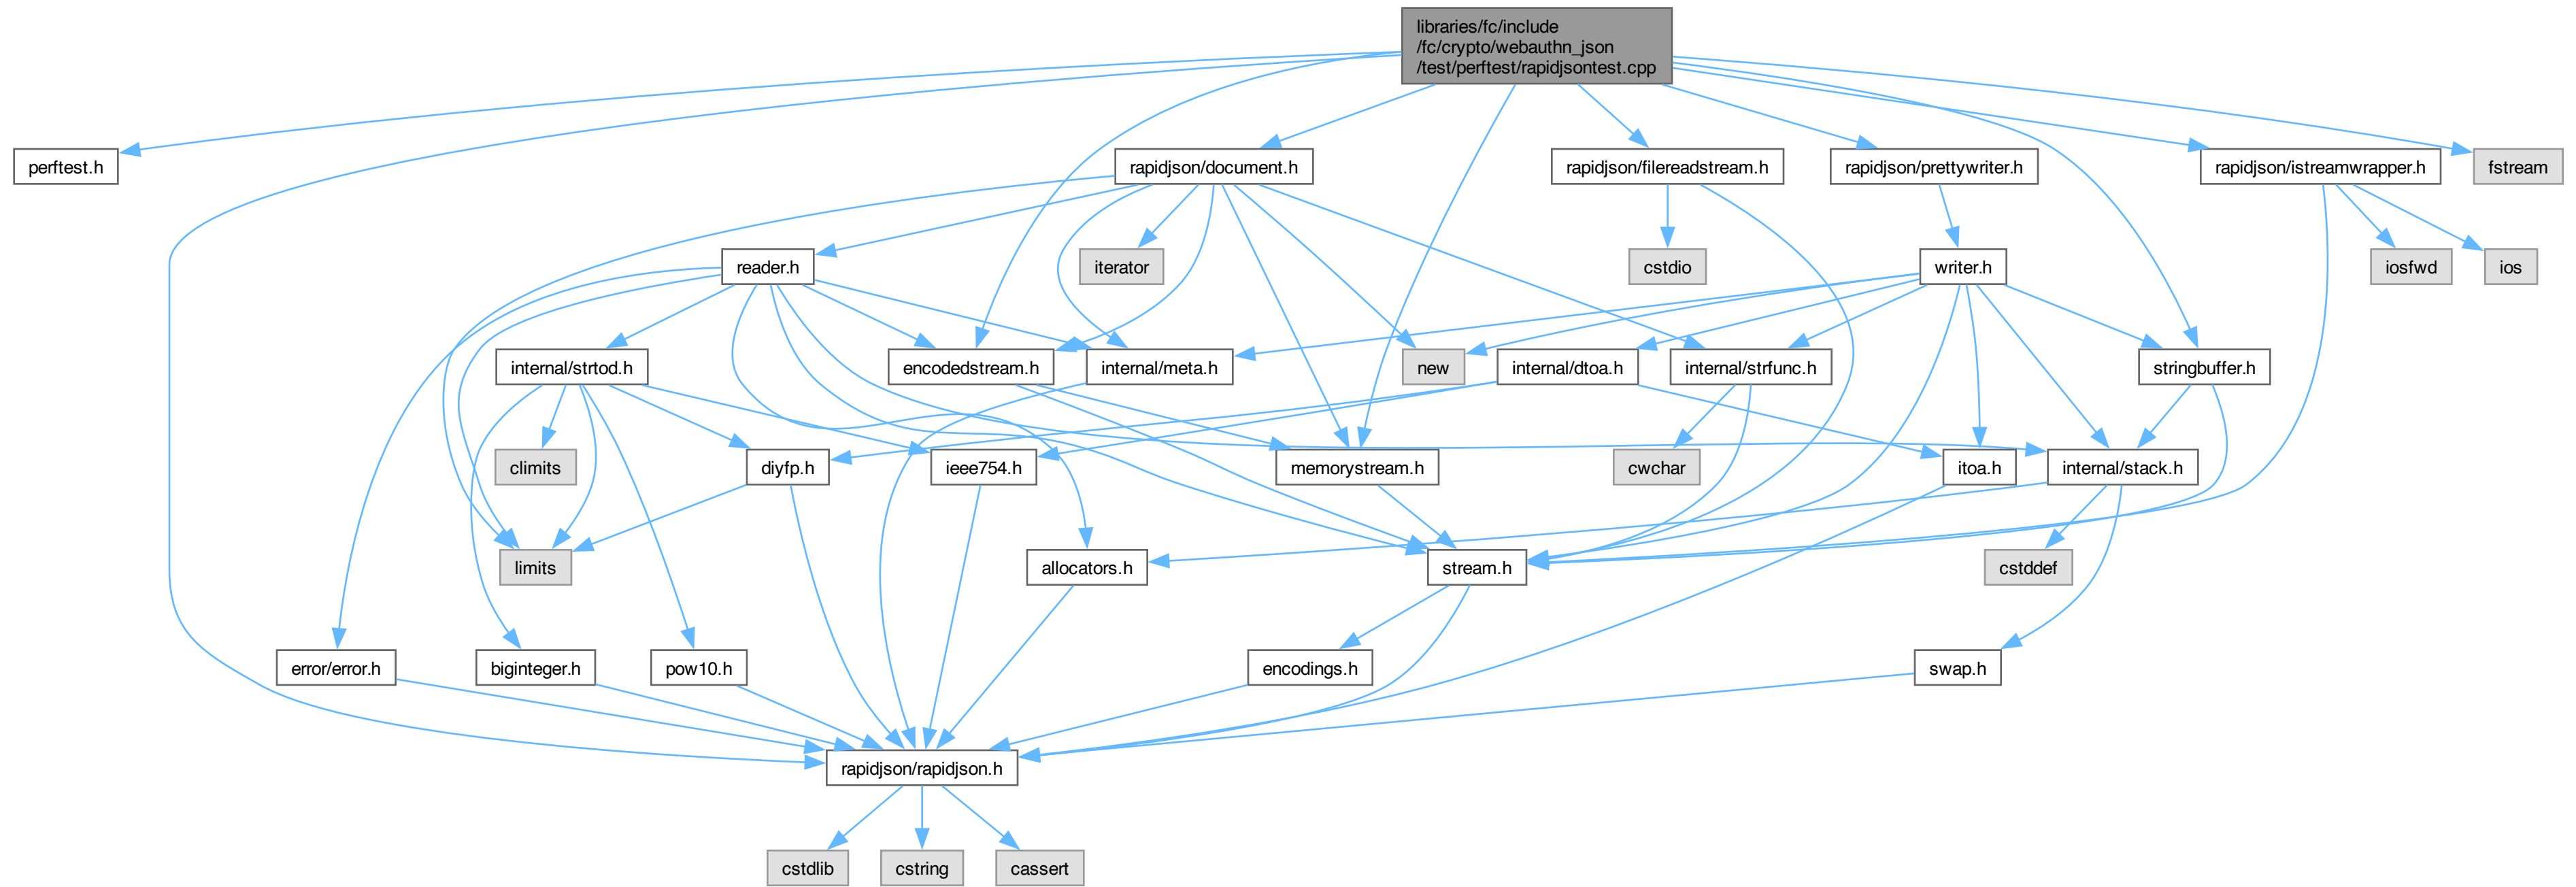 libraries/fc/include
/fc/crypto/webauthn_json
/test/perftest/rapidjsontest.cpp
perftest.h
rapidjson/document.h
rapidjson/filereadstream.h
rapidjson/prettywriter.h
rapidjson/istreamwrapper.h
fstream
reader.h
iterator
cstdio
writer.h
iosfwd
ios
internal/strtod.h
encodedstream.h
internal/meta.h
new
internal/dtoa.h
internal/strfunc.h
stringbuffer.h
climits
diyfp.h
ieee754.h
memorystream.h
cwchar
itoa.h
internal/stack.h
limits
allocators.h
stream.h
cstddef
error/error.h
biginteger.h
pow10.h
encodings.h
swap.h
rapidjson/rapidjson.h
cstdlib
cstring
cassert